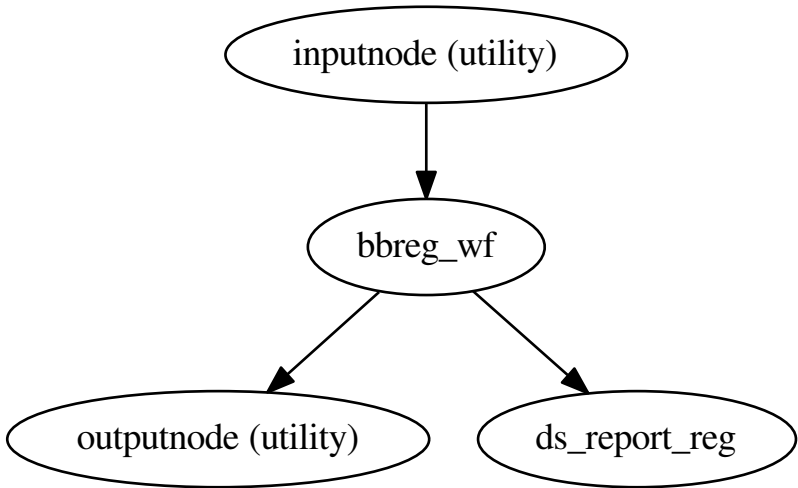 inputnode (utility)
bbreg_wf
outputnode (utility)
ds_report_reg